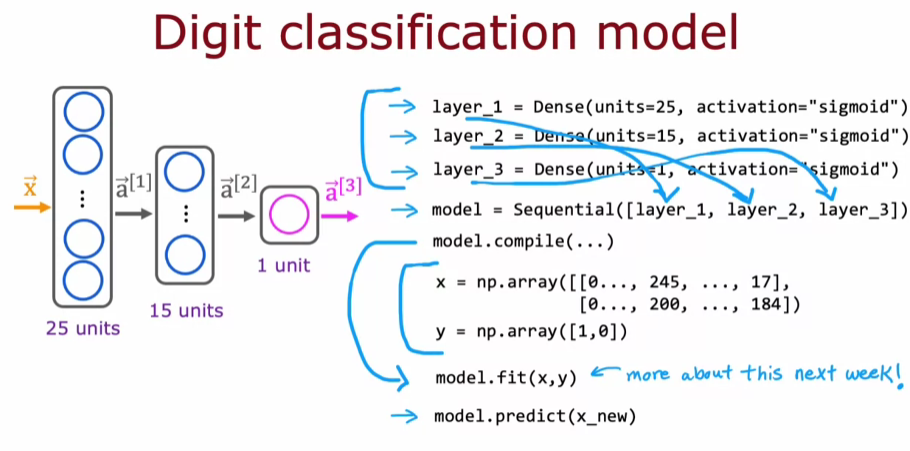 Digit classification model
x⃗
a⃗[1]
a⃗[2]
a⃗[3]
25 units
15 units
1 unit
layer_1 = Dense(units=25, activation="sigmoid")
layer_2 = Dense(units=15, activation="sigmoid")
layer_3 = Dense(units=1, activation="sigmoid")
model = Sequential([layer_1, layer_2, layer_3])
model.compile(...)
x = np.array([[0..., 245, ..., 17],
[0..., 200, ..., 184])
y = np.array([1,0])
model.fit(x,y) ← more about this next week!
model.predict(x_new)